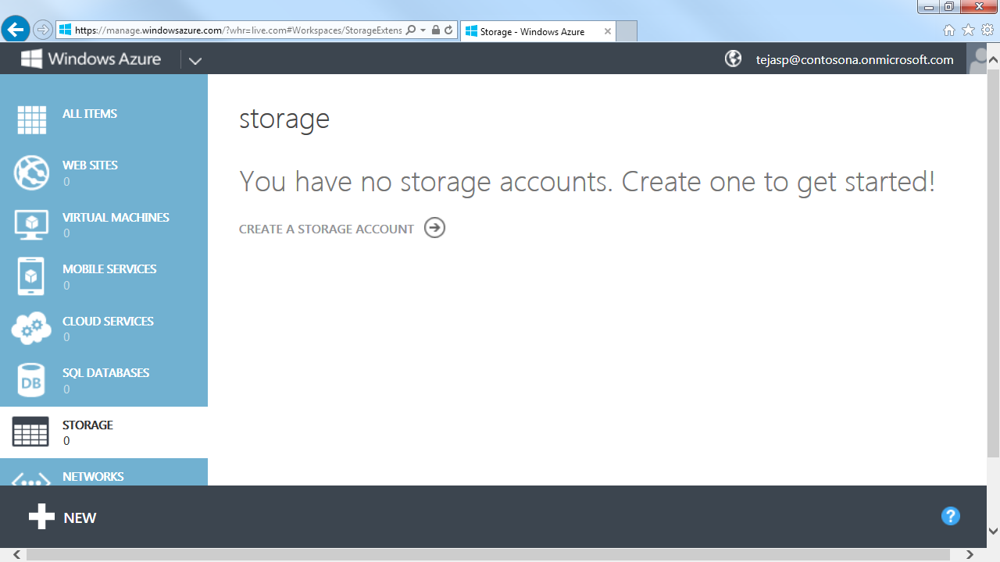 https://manage.windowsazure.com/?whr=live.com#Workspaces/StorageExtens
Storage - Windows Azure
Windows Azure
tejasp@contosona.onmicrosoft.com
ALL ITEMS
WEB SITES
0
VIRTUAL MACHINES
0
MOBILE SERVICES
0
CLOUD SERVICES
0
DB
SQL DATABASES
0
STORAGE
0
NETWORKS
storage
You have no storage accounts. Create one to get started!
CREATE A STORAGE ACCOUNT
NEW
?